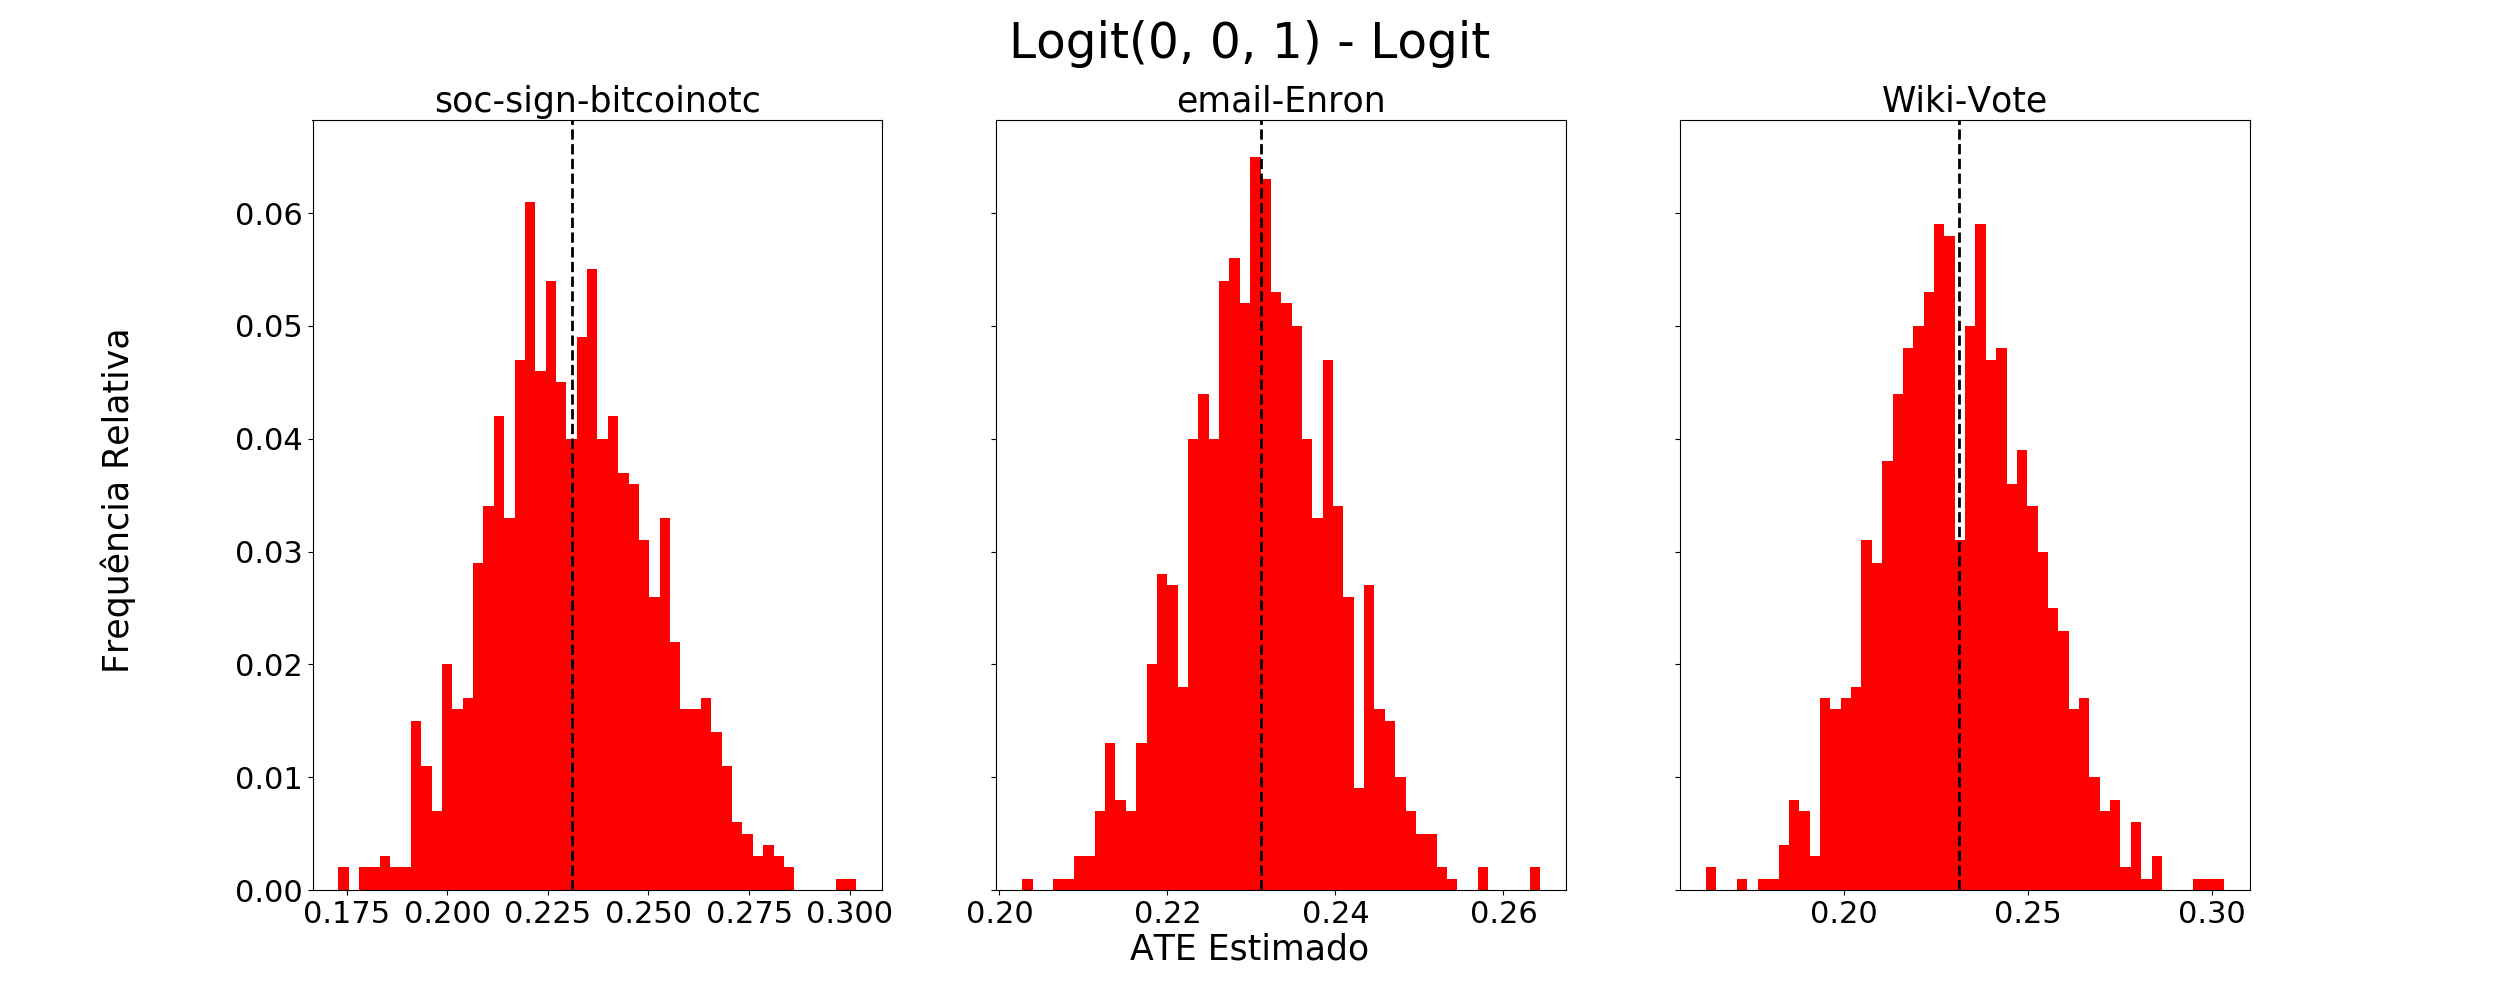 Logit(0, 0, 1) - Logit
soc-sign-bitcoinotc
email-Enron
Wiki-Vote
Frequência Relativa
0.06
0.05
0.04
0.03
0.02
0.01
0.00
0.175 0.200 0.225 0.250 0.275 0.300
0.20 0.22 0.24 0.26
0.20 0.25 0.30
ATE Estimado